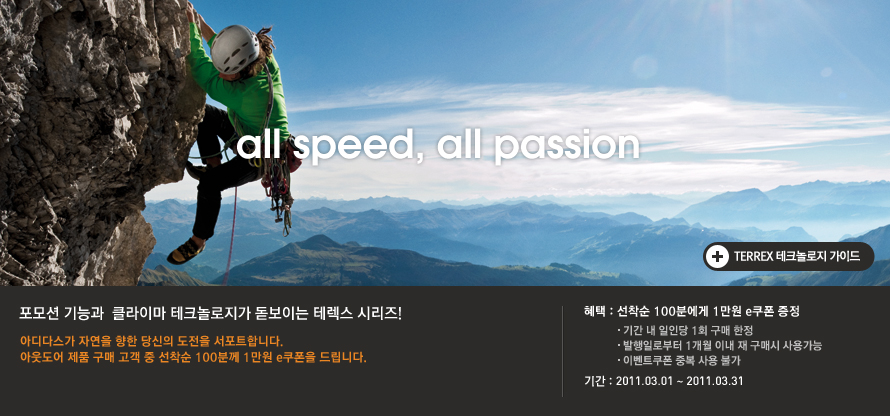 all speed, all passion
TERREX 테크놀로지 가이드
포모션 기능과 클라이마 테크놀로지가 돋보이는 테렉스 시리즈!
아디다스가 자연을 향한 당신의 도전을 서포트합니다.
아웃도어 제품 구매 고객 중 선착순 100분께 1만원 e쿠폰을 드립니다.
혜택 : 선착순 100분에게 1만원 e쿠폰 증정
· 기간 내 일인당 1회 구매 한정
· 발행일로부터 1개월 이내 재 구매시 사용가능
· 이벤트쿠폰 중복 사용 불가
기간 : 2011.03.01 ~ 2011.03.31